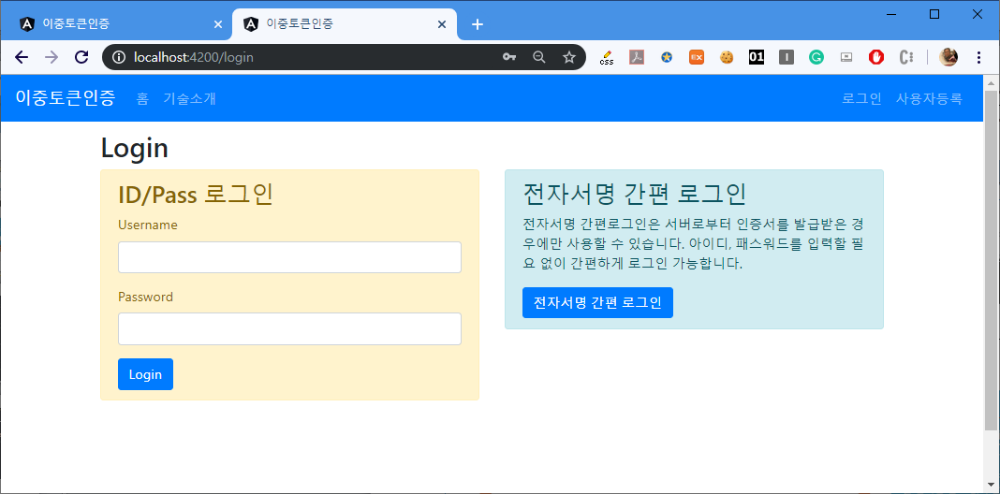 이중토큰인증
이중토큰인증
localhost:4200/login
css
EX
01
I
G
이중토큰인증 홈 기술소개 로그인 사용자등록
Login
ID/Pass 로그인
Username
Password
Login
전자서명 간편 로그인
전자서명 간편로그인은 서버로부터 인증서를 발급받은 경
우에만 사용할 수 있습니다. 아이디, 패스워드를 입력할 필
요 없이 간편하게 로그인 가능합니다.
전자서명 간편 로그인